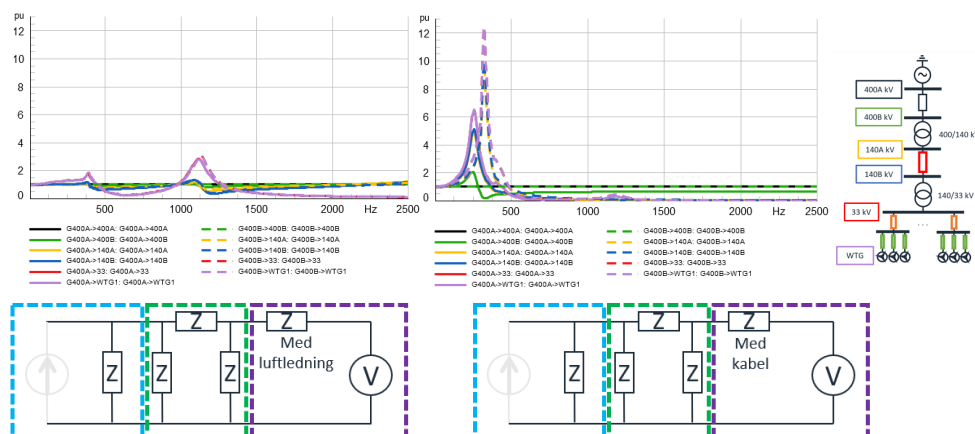 pu
12
10
8
6
4
2
0
500
1000
1500
2000
Hz
2500
G400A->400A: G400A->400A
G400A->400B: G400A->400B
G400A->140A: G400A->140A
G400A->140B: G400A->140B
G400A->33: G400A->33
G400A->WTG1: G400A->WTG1
G400B->400B: G400B->400B
G400B->140A: G400B->140A
G400B->140B: G400B->140B
G400B->33: G400B->33
G400B->WTG1: G400B->WTG1
pu
12
10
8
6
4
2
0
500
1000
1500
2000
Hz
2500
G400A->400A: G400A->400A
G400A->400B: G400A->400B
G400A->140A: G400A->140A
G400A->140B: G400A->140B
G400A->33: G400A->33
G400A->WTG1: G400A->WTG1
G400B->400B: G400B->400B
G400B->140A: G400B->140A
G400B->140B: G400B->140B
G400B->33: G400B->33
G400B->WTG1: G400B->WTG1
400A kV
400B kV
400/140 k
140A kV
140B kV
140/33 kV
33 kV
...
WTG
Z Z
Z Z Z V
Med
luftledning
Z Z
Z Z Z V
Med
kabel